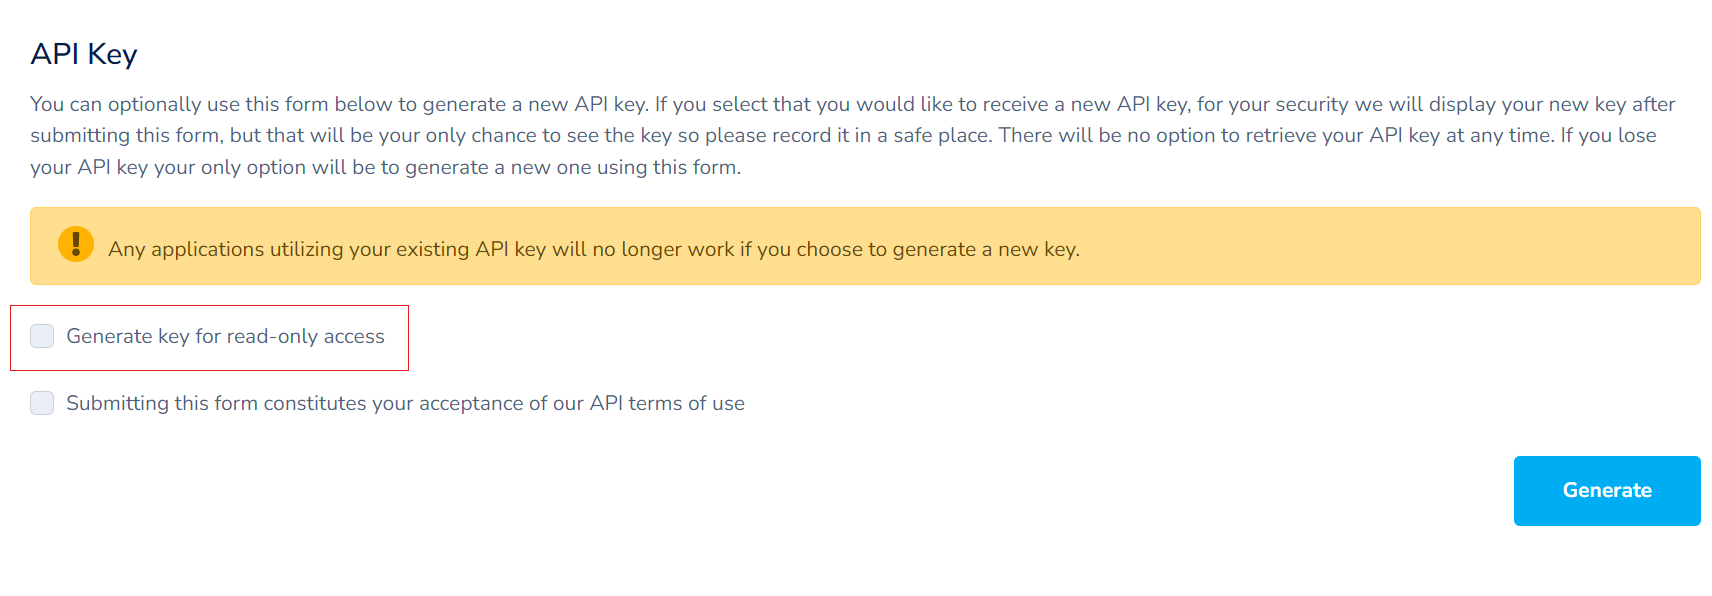 API Key
You can optionally use this form below to generate a new API key. If you select that you would like to receive a new API key, for your security we will display your new key after
submitting this form, but that will be your only chance to see the key so please record it in a safe place. There will be no option to retrieve your API key at any time. If you lose
your API key your only option will be to generate a new one using this form.
Any applications utilizing your existing API key will no longer work if you choose to generate a new key.
Generate key for read-only access
Submitting this form constitutes your acceptance of our API terms of use
Generate